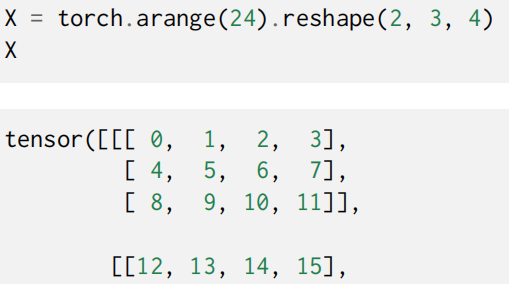 X = torch.arange(24).reshape(2, 3, 4)
X
tensor([[[ 0,  1,  2,  3],
         [ 4,  5,  6,  7],
         [ 8,  9, 10, 11]],
        [[12, 13, 14, 15],